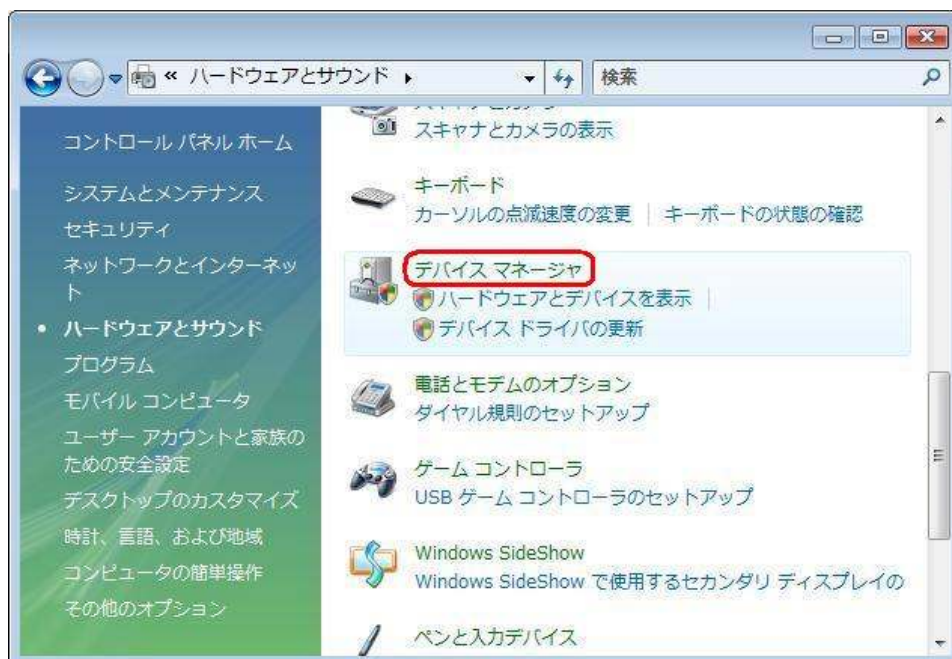 « ハードウェアとサウンド
検索
コントロール パネル ホーム
システムとメンテナンス
セキュリティ
ネットワークとインターネッ
ト
• ハードウェアとサウンド
プログラム
モバイル コンピュータ
ユーザー アカウントと家族の
ための安全設定
デスクトップのカスタマイズ
時計、言語、および地域
コンピュータの簡単操作
その他のオプション
スキャナとカメラの表示
キーボード
カーソルの点滅速度の変更 | キーボードの状態の確認
デバイス マネージャ
ハードウェアとデバイスを表示 |
デバイス ドライバの更新
電話とモデムのオプション
ダイヤル規則のセットアップ
ゲーム コントローラ
USB ゲーム コントローラのセットアップ
Windows SideShow
Windows SideShow で使用するセカンダリ ディスプレイの
ペンと入力デバイス